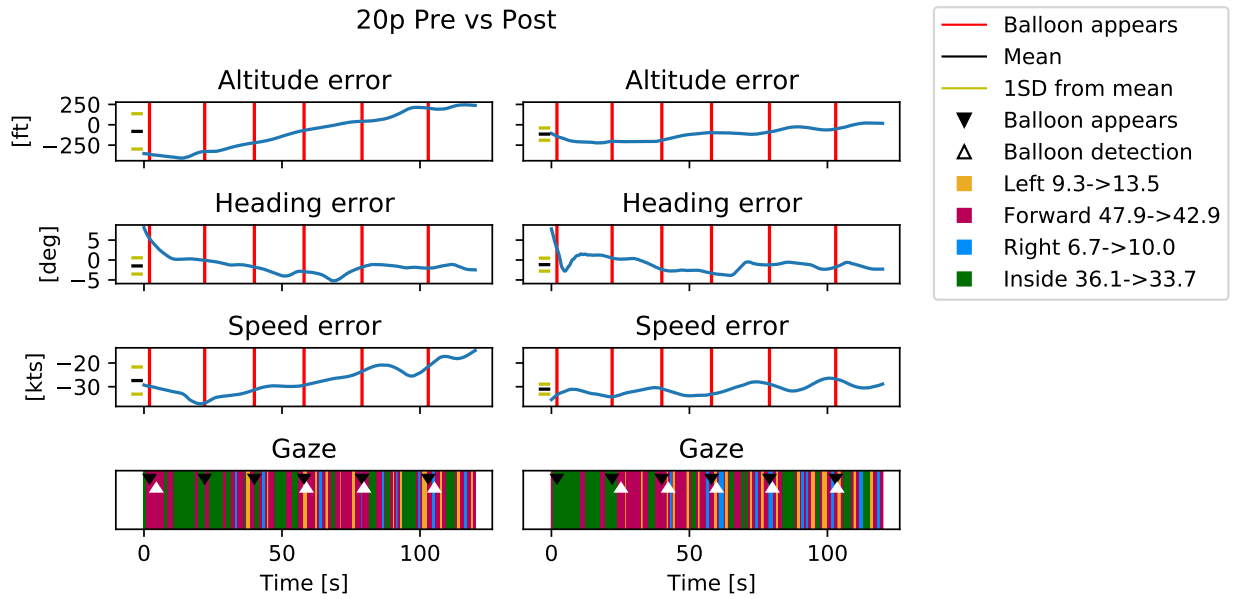 20p Pre vs Post
Altitude error
Altitude error
[ft]
250
0
−250
Heading error
Heading error
[deg]
5
0
−5
Speed error
Speed error
[kts]
−20
−30
Gaze
Gaze
0
50
100
0
50
100
Time [s]
Time [s]
Balloon appears
Mean
1SD from mean
Balloon appears
Balloon detection
Left 9.3->13.5
Forward 47.9->42.9
Right 6.7->10.0
Inside 36.1->33.7